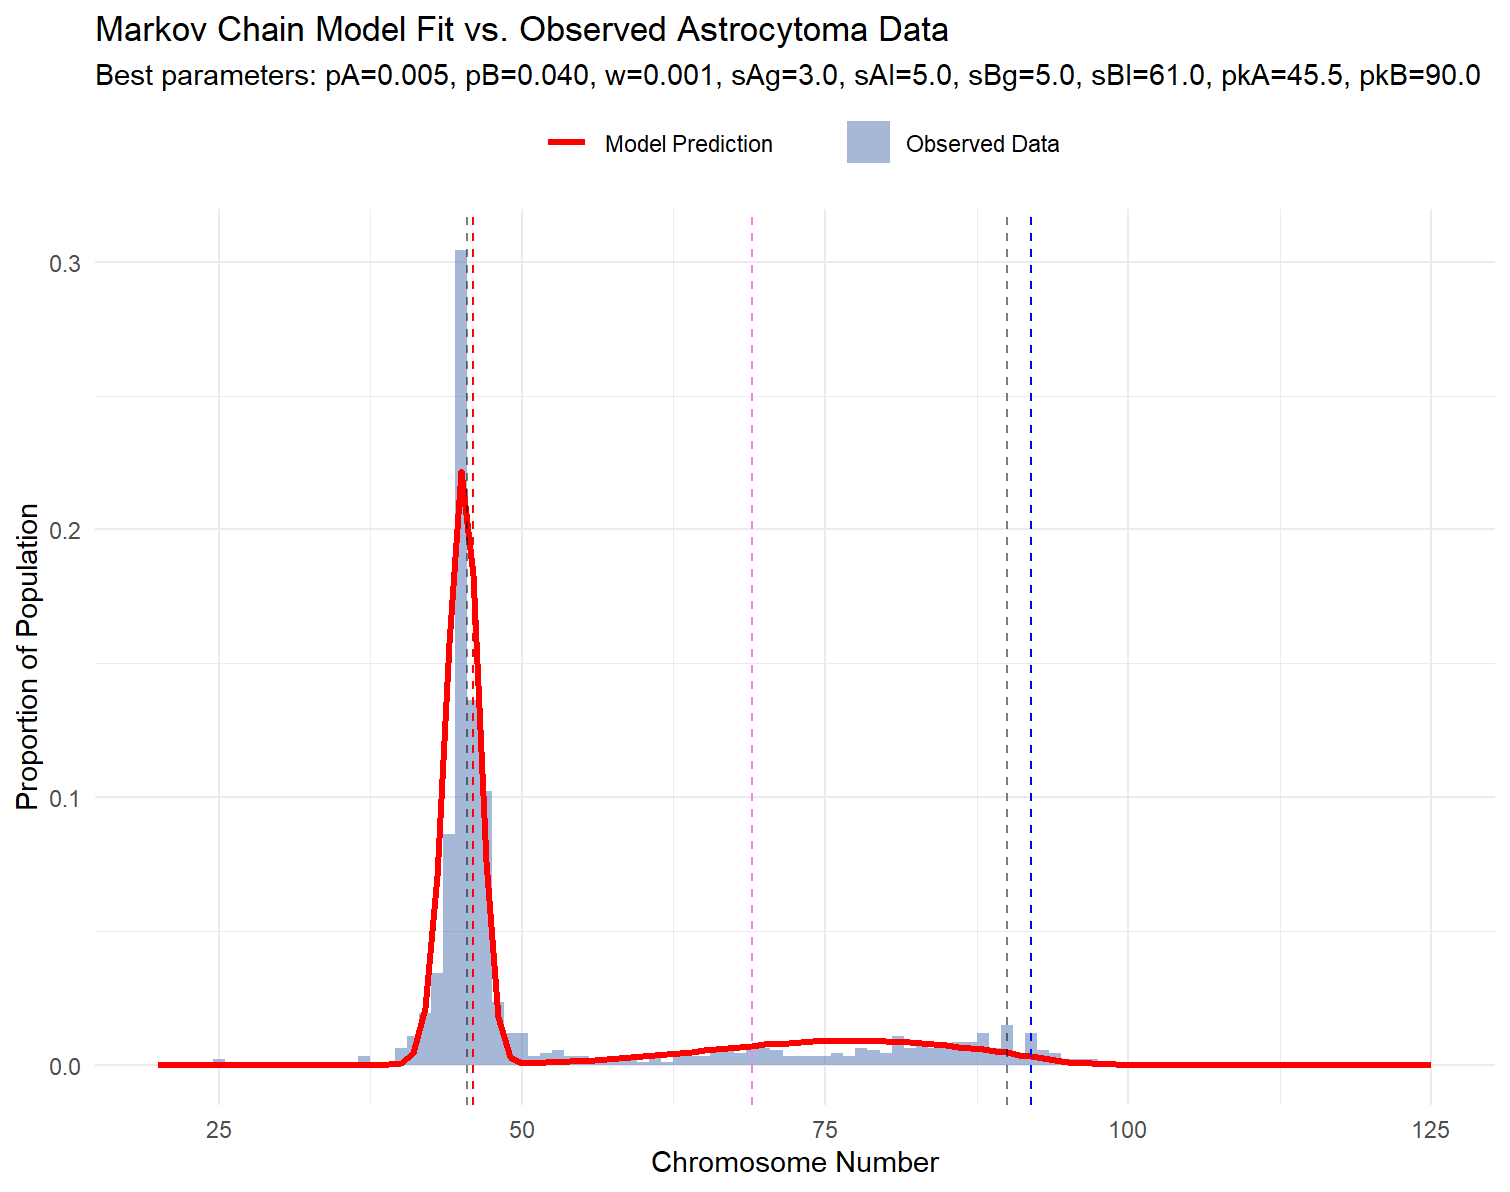 Markov Chain Model Fit vs. Observed Astrocytoma Data
Best parameters: pA=0.005, pB=0.040, w=0.001, sAg=3.0, sAl=5.0, sBg=5.0, sBl=61.0, pkA=45.5, pkB=90.0
Model Prediction
Observed Data
0.3
0.2
0.1
0.0
Proportion of Population
25
50
75
100
125
Chromosome Number